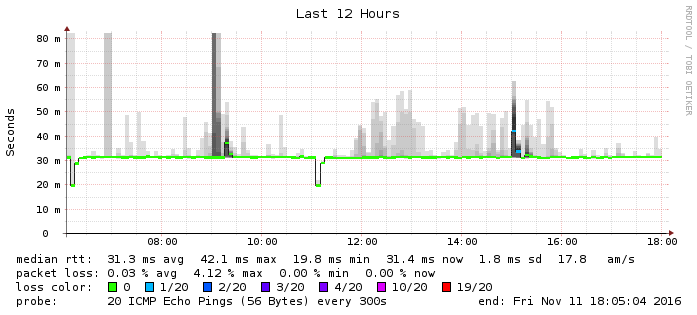 Last 12 Hours
RRDTOOL / TOBI OETIKER
Seconds
80 m
70 m
60 m
50 m
40 m
30 m
20 m
10 m
0
08:00 10:00 12:00 14:00 16:00 18:00
median rtt: 31.3 ms avg 42.1 ms max 19.8 ms min 31.4 ms now 1.8 ms sd 17.8 am/s
packet loss: 0.03 % avg 4.12 % max 0.00 % min 0.00 % now
loss color: 0 1/20 2/20 3/20 4/20 10/20 19/20
probe: 20 ICMP Echo Pings (56 Bytes) every 300s end: Fri Nov 11 18:05:04 2016